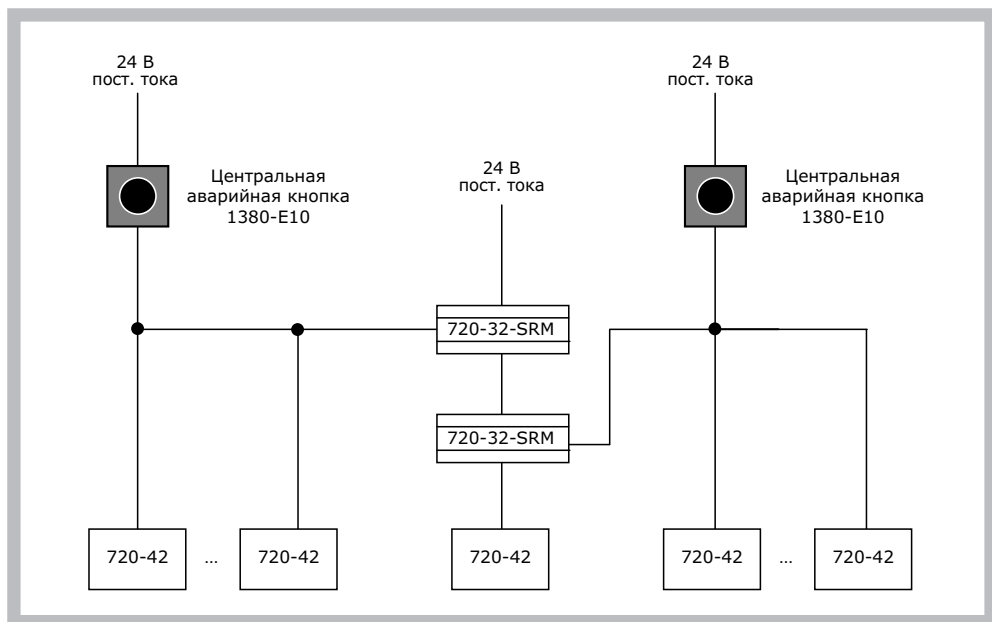 24 В
пост. тока
24 В
пост. тока
Центральная
аварийная кнопка
1380-E10
24 В
пост. тока
Центральная
аварийная кнопка
1380-E10
720-32-SRM
720-32-SRM
720-42
...
720-42
720-42
720-42
...
720-42